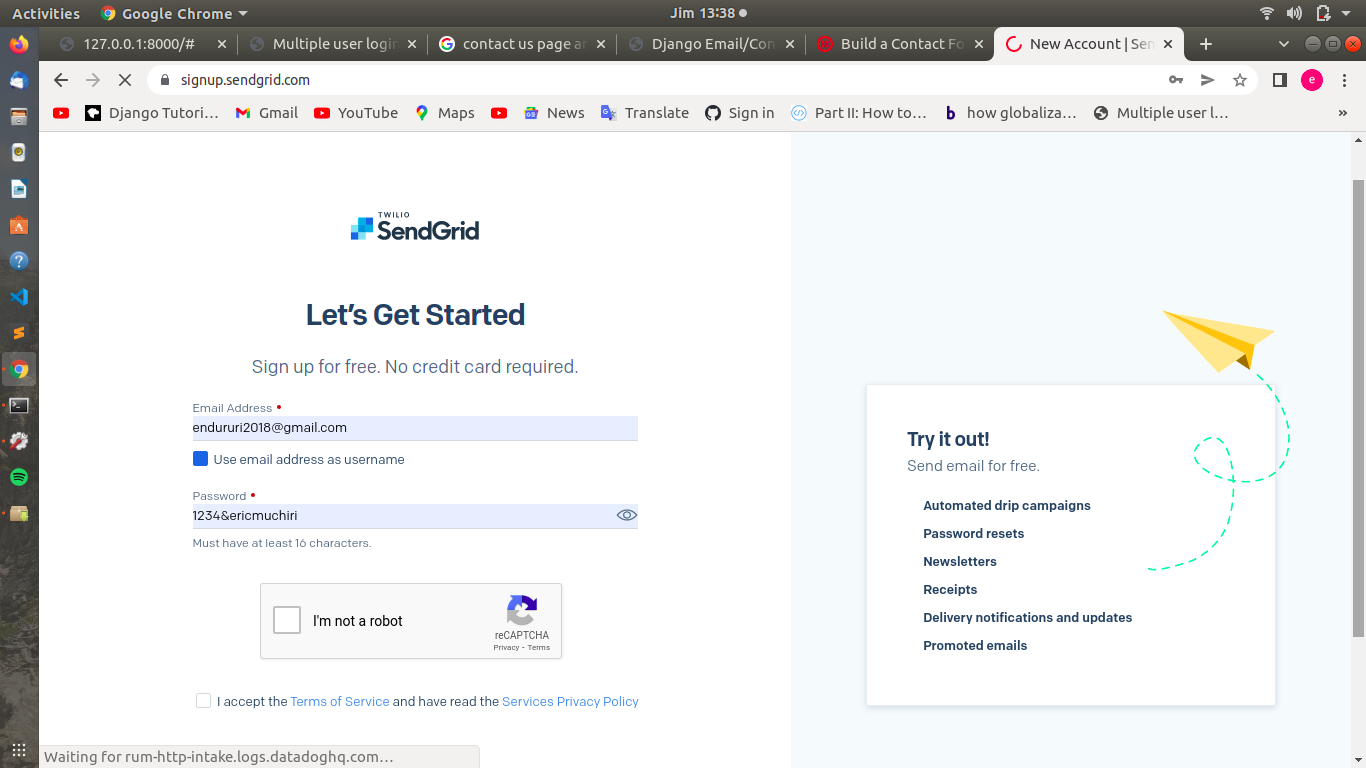 Activities Google Chrome Jim 13:38
127.0.0.1:8000/# Multiple user login contact us page ar Django Email/Con Build a Contact Fo New Account | Sen
signup.sendgrid.com e
Django Tutori... Gmail YouTube Maps News Translate Sign in Part II: How to... b how globaliza... Multiple user l... »
TWILIO
SendGrid
Let's Get Started
Sign up for free. No credit card required.
Email Address •
endururi2018@gmail.com
Use email address as username
Password •
1234&ericmuchiri
Must have at least 16 characters.
I'm not a robot
reCAPTCHA
Privacy - Terms
I accept the Terms of Service and have read the Services Privacy Policy
Try it out!
Send email for free.
Automated drip campaigns
Password resets
Newsletters
Receipts
Delivery notifications and updates
Promoted emails
Waiting for rum-http-intake.logs.datadoghq.com...